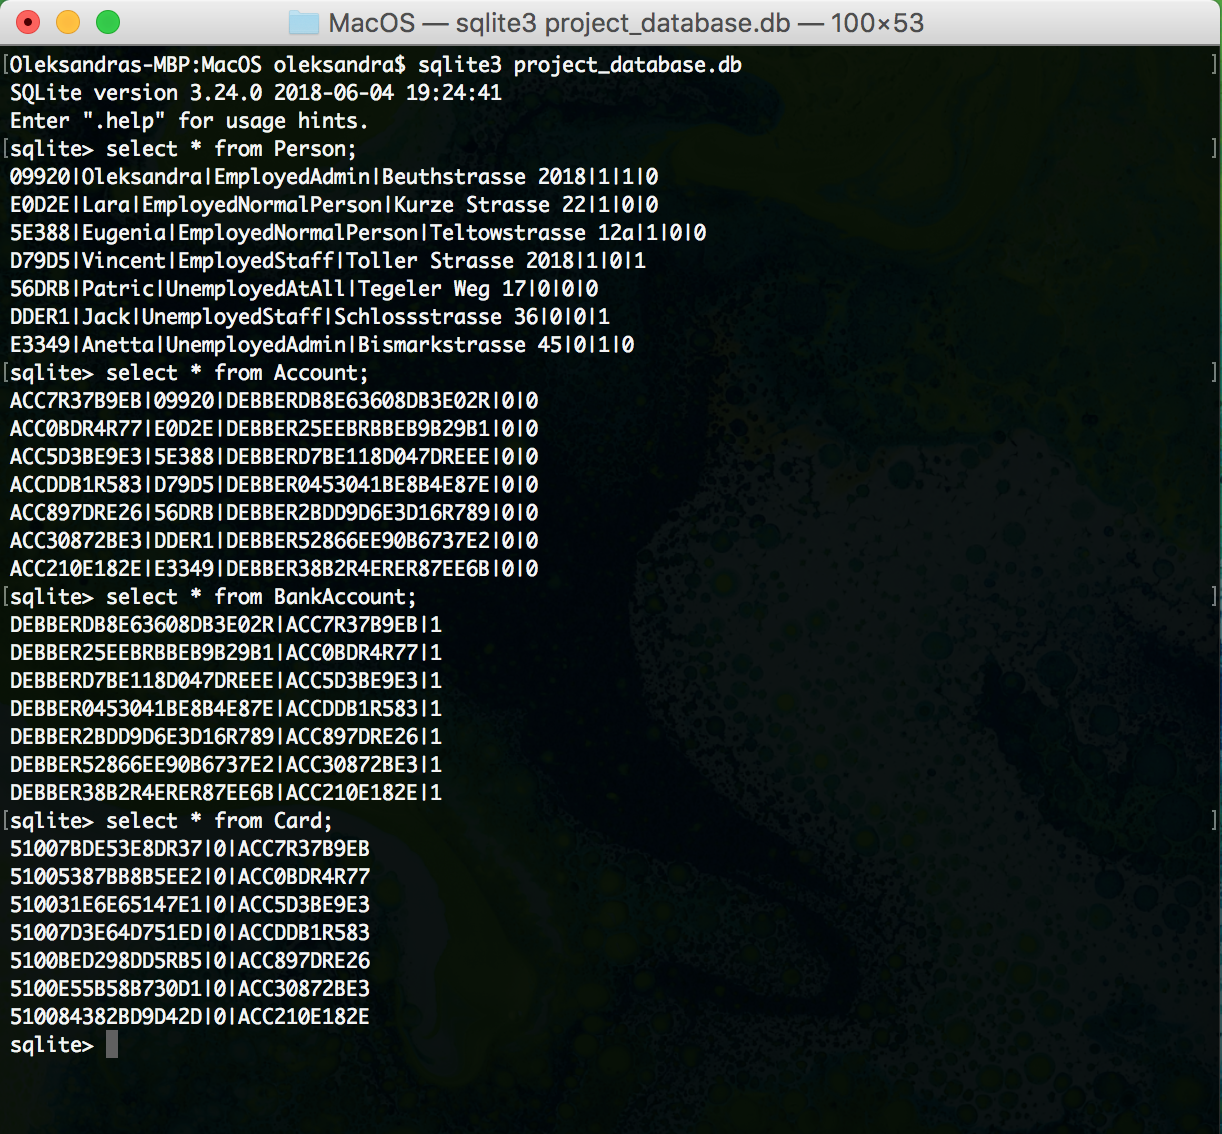 MacOS — sqlite3 project_database.db — 100×53
[Oleksandras-MBP:MacOS oleksandra$ sqlite3 project_database.db ]
SQLite version 3.24.0 2018-06-04 19:24:41
Enter ".help" for usage hints.
[sqlite> select * from Person; ]
09920|Oleksandra|EmployedAdmin|Beuthstrasse 2018|1|1|0
E0D2E|Lara|EmployedNormalPerson|Kurze Strasse 22|1|0|0
5E388|Eugenia|EmployedNormalPerson|Teltowstrasse 12a|1|0|0
D79D5|Vincent|EmployedStaff|Toller Strasse 2018|1|0|1
56DRB|Patric|UnemployedAtAll|Tegeler Weg 17|0|0|0
DDER1|Jack|UnemployedStaff|Schlossstrasse 36|0|0|1
E3349|Anetta|UnemployedAdmin|Bismarkstrasse 45|0|1|0
[sqlite> select * from Account; ]
ACC7R37B9EB|09920|DEBBERDB8E63608DB3E02R|0|0
ACC0BDR4R77|E0D2E|DEBBER25EEBRBBEB9B29B1|0|0
ACC5D3BE9E3|5E388|DEBBERD7BE118D047DREEE|0|0
ACCDDB1R583|D79D5|DEBBER0453041BE8B4E87E|0|0
ACC897DRE26|56DRB|DEBBER2BDD9D6E3D16R789|0|0
ACC30872BE3|DDER1|DEBBER52866EE90B6737E2|0|0
ACC210E182E|E3349|DEBBER38B2R4ERER87EE6B|0|0
[sqlite> select * from BankAccount; ]
DEBBERDB8E63608DB3E02R|ACC7R37B9EB|1
DEBBER25EEBRBBEB9B29B1|ACC0BDR4R77|1
DEBBERD7BE118D047DREEE|ACC5D3BE9E3|1
DEBBER0453041BE8B4E87E|ACCDDB1R583|1
DEBBER2BDD9D6E3D16R789|ACC897DRE26|1
DEBBER52866EE90B6737E2|ACC30872BE3|1
DEBBER38B2R4ERER87EE6B|ACC210E182E|1
[sqlite> select * from Card; ]
51007BDE53E8DR37|0|ACC7R37B9EB
51005387BB8B5EE2|0|ACC0BDR4R77
510031E6E65147E1|0|ACC5D3BE9E3
51007D3E64D751ED|0|ACCDDB1R583
5100BED298DD5RB5|0|ACC897DRE26
5100E55B58B730D1|0|ACC30872BE3
510084382BD9D42D|0|ACC210E182E
sqlite>